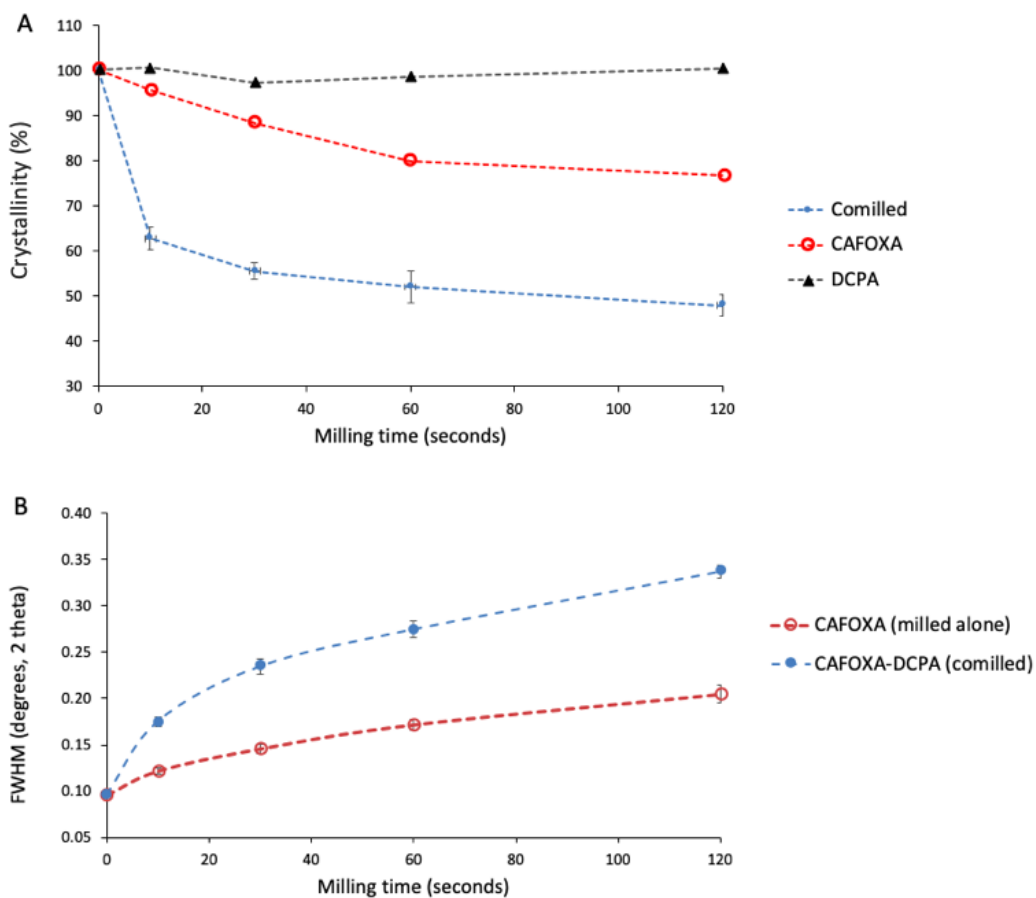 A
110
100
90
80
70
60
50
40
30
Crystallinity (%)
0 20 40 60 80 100 120
Milling time (seconds)
Comilled
CAFOXA
DCPA
B
0.40
0.35
0.30
0.25
0.20
0.15
0.10
0.05
FWHM (degrees, 2 theta)
0 20 40 60 80 100 120
Milling time (seconds)
CAFOXA (milled alone)
CAFOXA-DCPA (comilled)